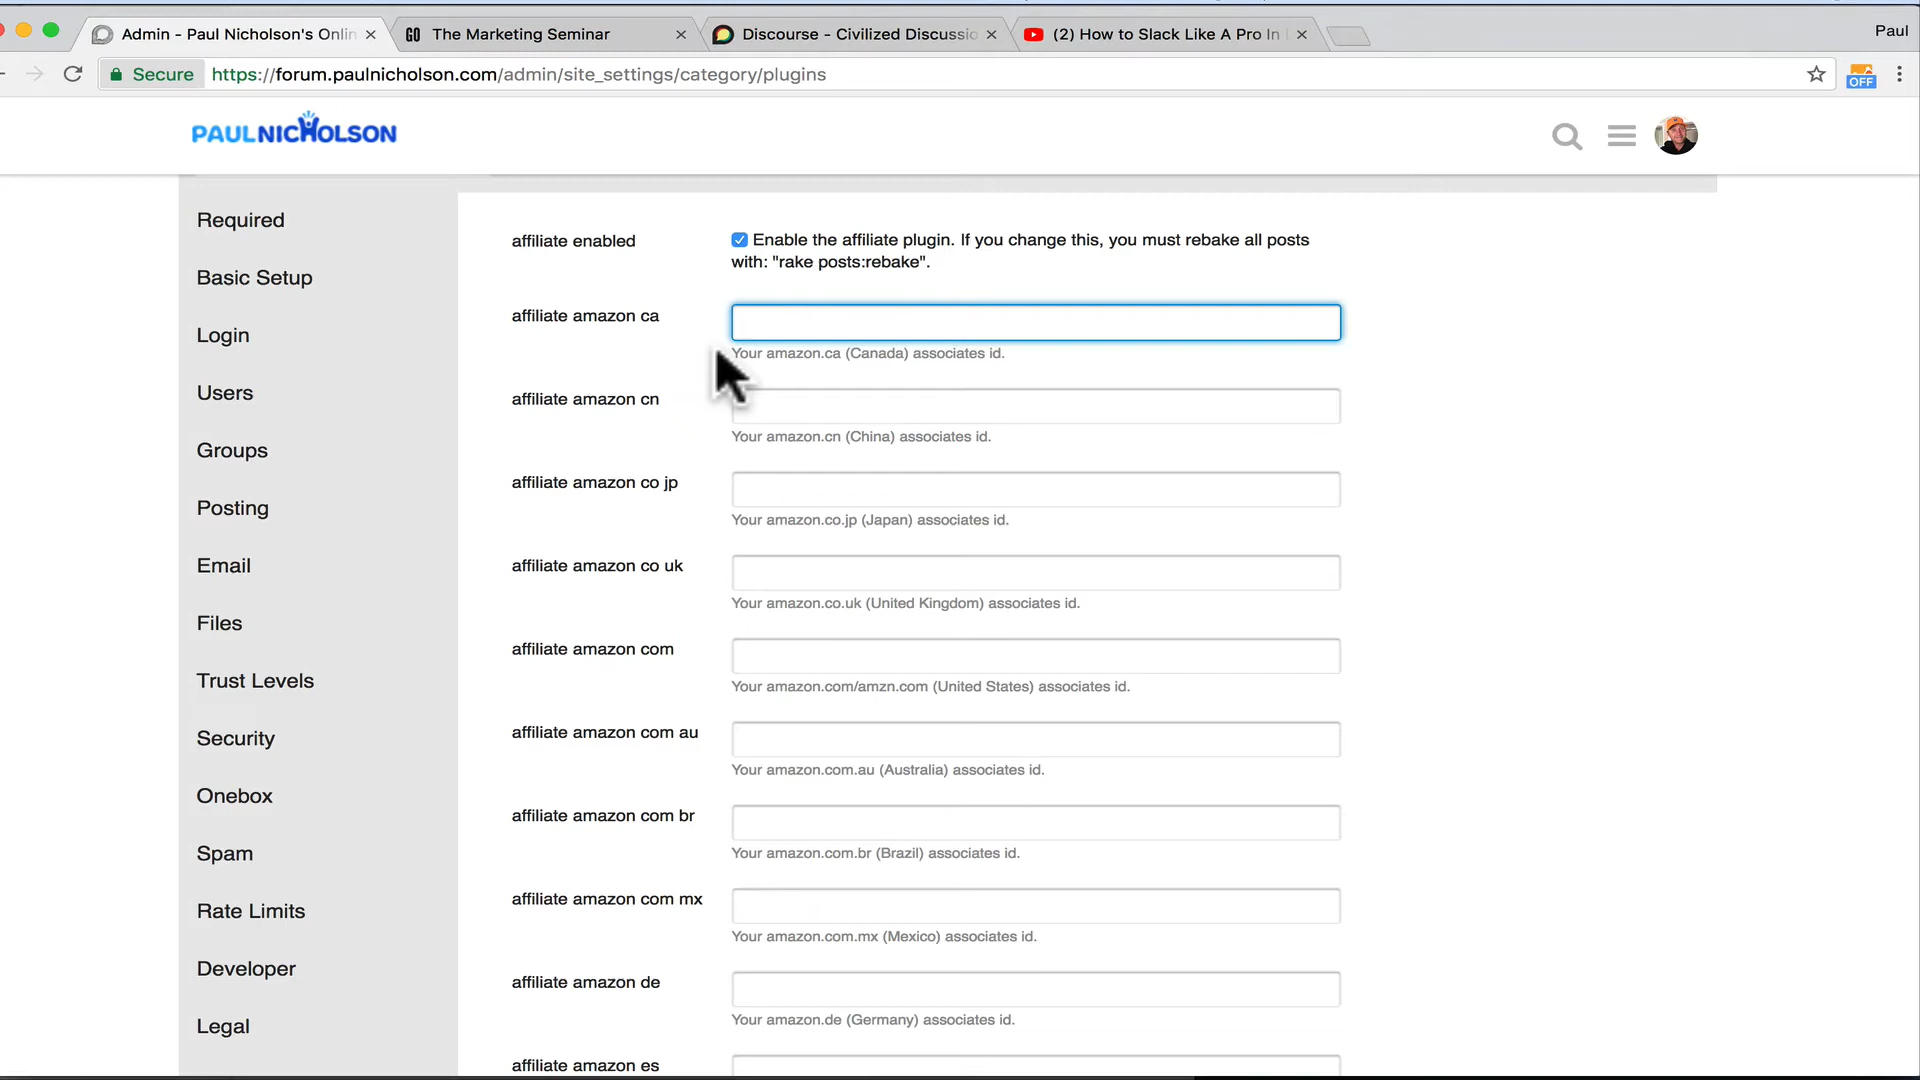 Admin - Paul Nicholson's Onlin
GO The Marketing Seminar
Discourse - Civilized Discussio
(2) How to Slack Like A Pro In
Paul
Secure https://forum.paulnicholson.com/admin/site_settings/category/plugins
OFF
PAULNICHOLSON
Required
Basic Setup
Login
Users
Groups
Posting
Email
Files
Trust Levels
Security
Onebox
Spam
Rate Limits
Developer
Legal
affiliate enabled
Enable the affiliate plugin. If you change this, you must rebake all posts
with: "rake posts:rebake".
affiliate amazon ca
Your amazon.ca (Canada) associates id.
affiliate amazon cn
Your amazon.cn (China) associates id.
affiliate amazon co jp
Your amazon.co.jp (Japan) associates id.
affiliate amazon co uk
Your amazon.co.uk (United Kingdom) associates id.
affiliate amazon com
Your amazon.com/amzn.com (United States) associates id.
affiliate amazon com au
Your amazon.com.au (Australia) associates id.
affiliate amazon com br
Your amazon.com.br (Brazil) associates id.
affiliate amazon com mx
Your amazon.com.mx (Mexico) associates id.
affiliate amazon de
Your amazon.de (Germany) associates id.
affiliate amazon es